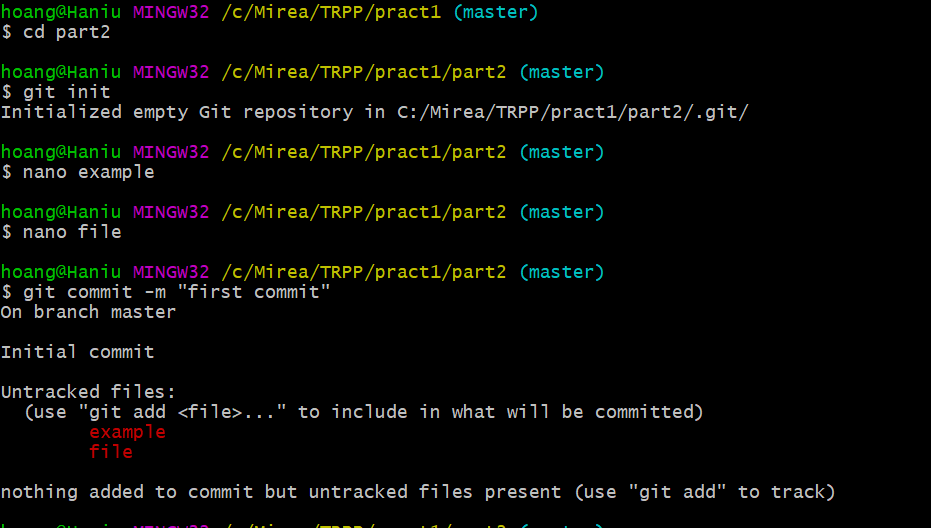 hoang@Haniu MINGW32 /c/Mirea/TRPP/pract1 (master)
$ cd part2
hoang@Haniu MINGW32 /c/Mirea/TRPP/pract1/part2 (master)
$ git init
Initialized empty Git repository in C:/Mirea/TRPP/pract1/part2/.git/
hoang@Haniu MINGW32 /c/Mirea/TRPP/pract1/part2 (master)
$ nano example
hoang@Haniu MINGW32 /c/Mirea/TRPP/pract1/part2 (master)
$ nano file
hoang@Haniu MINGW32 /c/Mirea/TRPP/pract1/part2 (master)
$ git commit -m "first commit"
On branch master
Initial commit
Untracked files:
(use "git add <file>..." to include in what will be committed)
example
file
nothing added to commit but untracked files present (use "git add" to track)